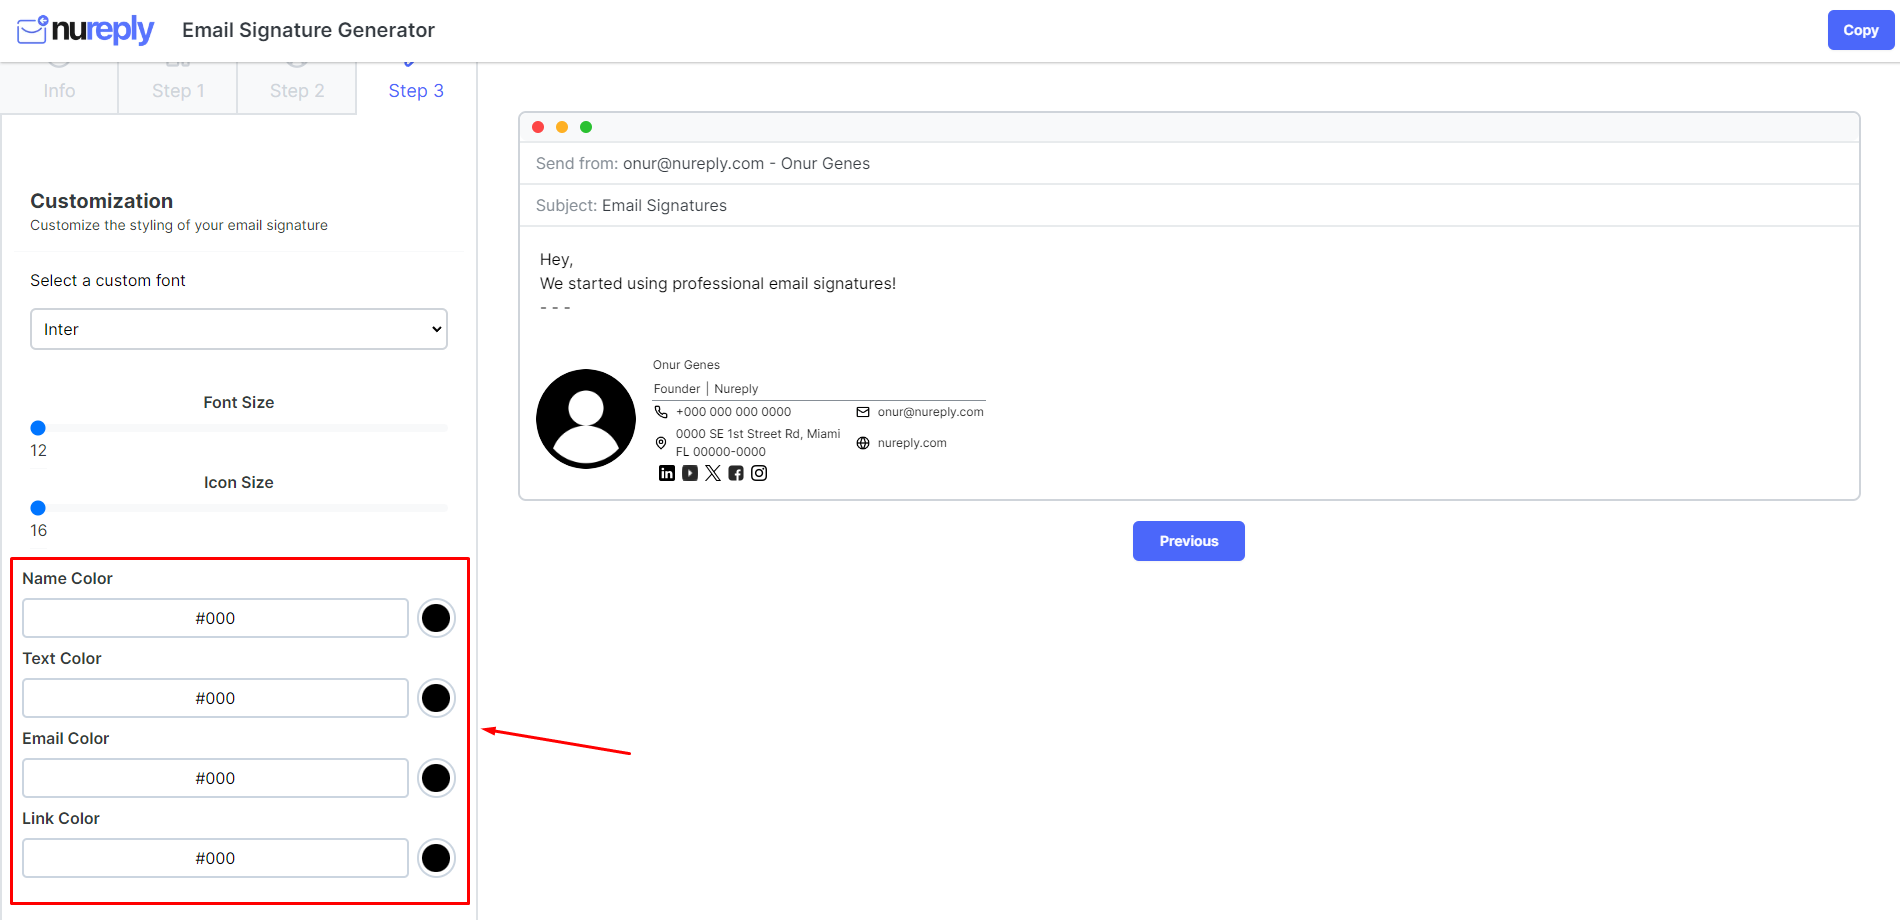 nureply
Email Signature Generator
Copy
Info
Step 1
Step 2
Step 3
Customization
Customize the styling of your email signature
Select a custom font
Inter
Font Size
12
Icon Size
16
Name Color
#000
Text Color
#000
Email Color
#000
Link Color
#000
Send from: onur@nureply.com - Onur Genes
Subject: Email Signatures
Hey,
We started using professional email signatures!
- - -
Onur Genes
Founder | Nureply
+000 000 000 0000
onur@nureply.com
0000 SE 1st Street Rd, Miami
FL 00000-0000
nureply.com
Previous